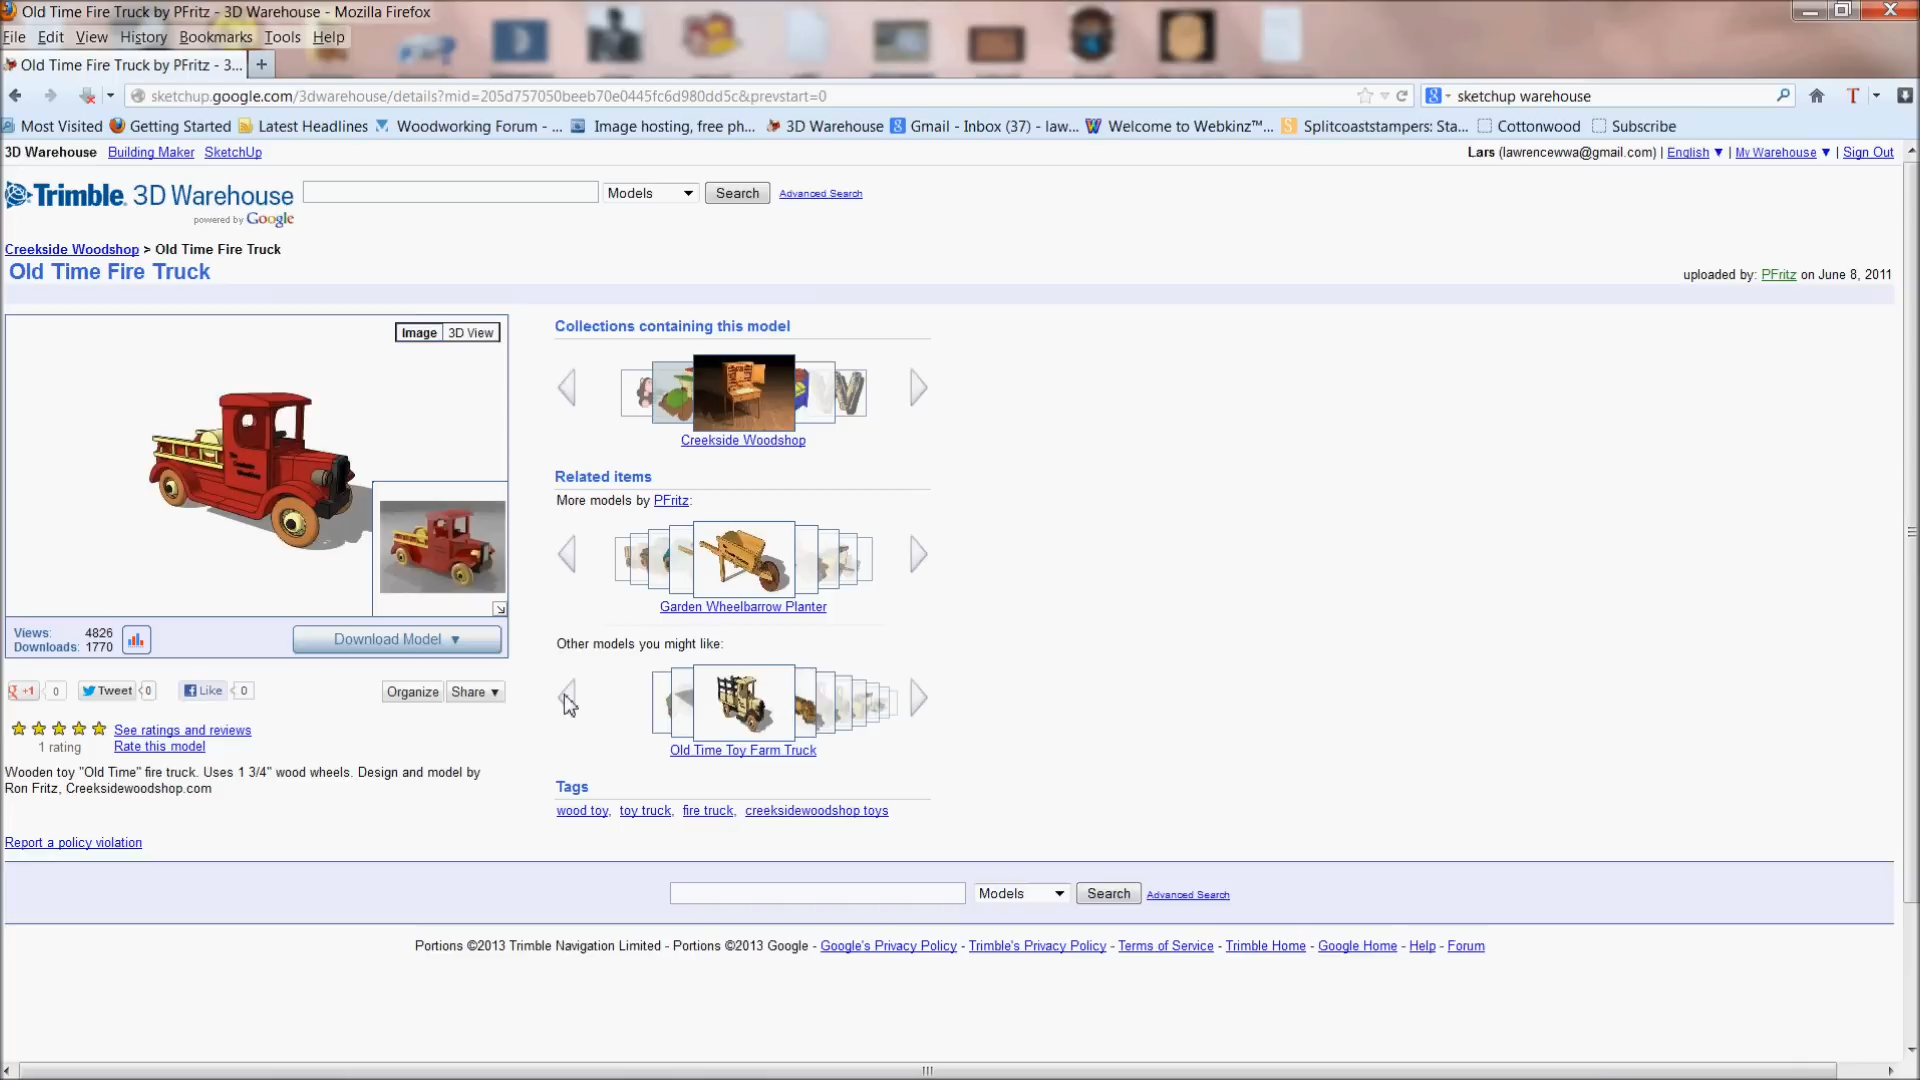 Old Time Fire Truck by PFritz - 3D Warehouse - Mozilla Firefox
File Edit View History Bookmarks Tools Help
Old Time Fire Truck by PFritz - 3... +
sketchup.google.com/3dwarehouse/details?mid=205d757050beeb70e0445fc6d980dd5c&prevstart=0 sketchup warehouse
Most Visited Getting Started Latest Headlines Woodworking Forum - ... Image hosting, free ph... 3D Warehouse Gmail - Inbox (37) - law... Welcome to Webkinz™... Splitcoaststampers: Sta... Cottonwood Subscribe
3D Warehouse Building Maker SketchUp Lars (lawrencewwa@gmail.com) | English ▼ | My Warehouse ▼ | Sign Out
Trimble. 3D Warehouse Models Search Advanced Search
powered by Google
Creekside Woodshop > Old Time Fire Truck
Old Time Fire Truck
uploaded by: PFritz on June 8, 2011
Image 3D View
Views: 4826
Downloads: 1770
Download Model ▼
+1 0 Tweet 0 Like 0 Organize Share ▼
See ratings and reviews
1 rating Rate this model
Wooden toy "Old Time" fire truck. Uses 1 3/4" wood wheels. Design and model by
Ron Fritz, Creeksidewoodshop.com
Report a policy violation
Collections containing this model
Creekside Woodshop
Related items
More models by PFritz:
Garden Wheelbarrow Planter
Other models you might like:
Old Time Toy Farm Truck
Tags
wood toy, toy truck, fire truck, creeksidewoodshop toys
Models Search Advanced Search
Portions ©2013 Trimble Navigation Limited - Portions ©2013 Google - Google's Privacy Policy - Trimble's Privacy Policy - Terms of Service - Trimble Home - Google Home - Help - Forum